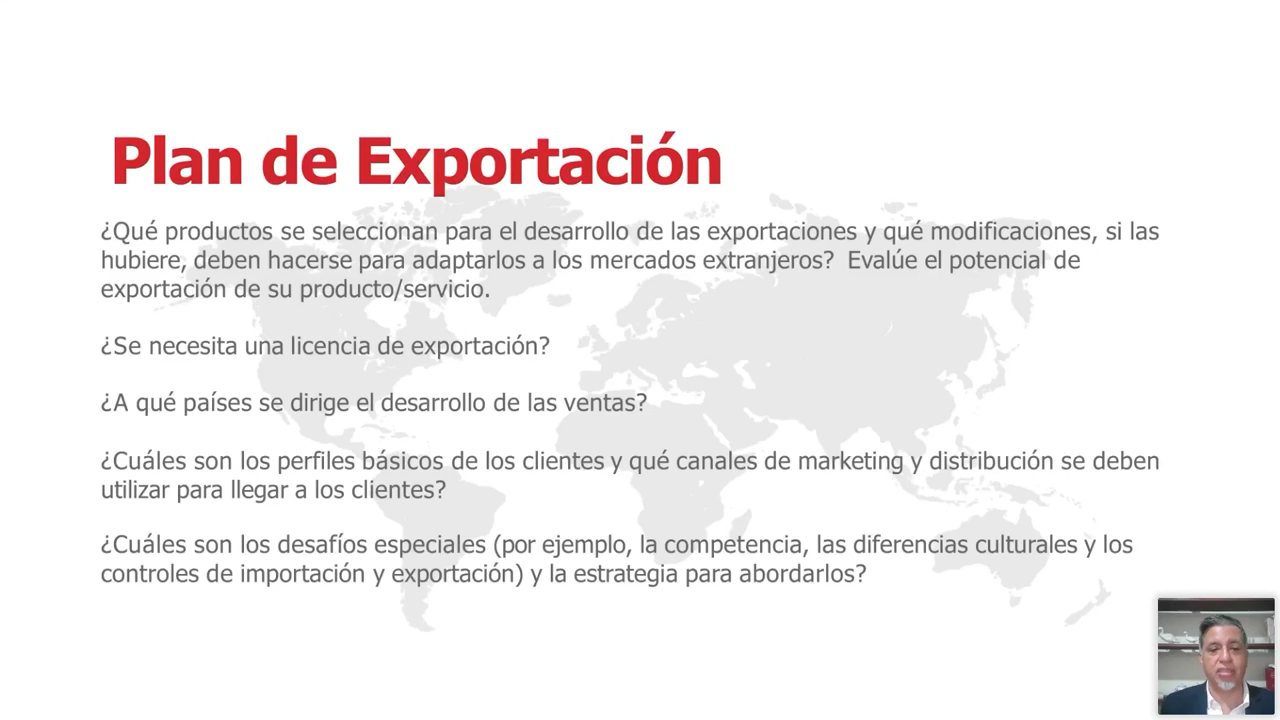 Plan de Exportación
¿Qué productos se seleccionan para el desarrollo de las exportaciones y qué modificaciones, si las
hubiere, deben hacerse para adaptarlos a los mercados extranjeros?  Evalúe el potencial de
exportación de su producto/servicio.
¿Se necesita una licencia de exportación?
¿A qué países se dirige el desarrollo de las ventas?
¿Cuáles son los perfiles básicos de los clientes y qué canales de marketing y distribución se deben
utilizar para llegar a los clientes?
¿Cuáles son los desafíos especiales (por ejemplo, la competencia, las diferencias culturales y los
controles de importación y exportación) y la estrategia para abordarlos?